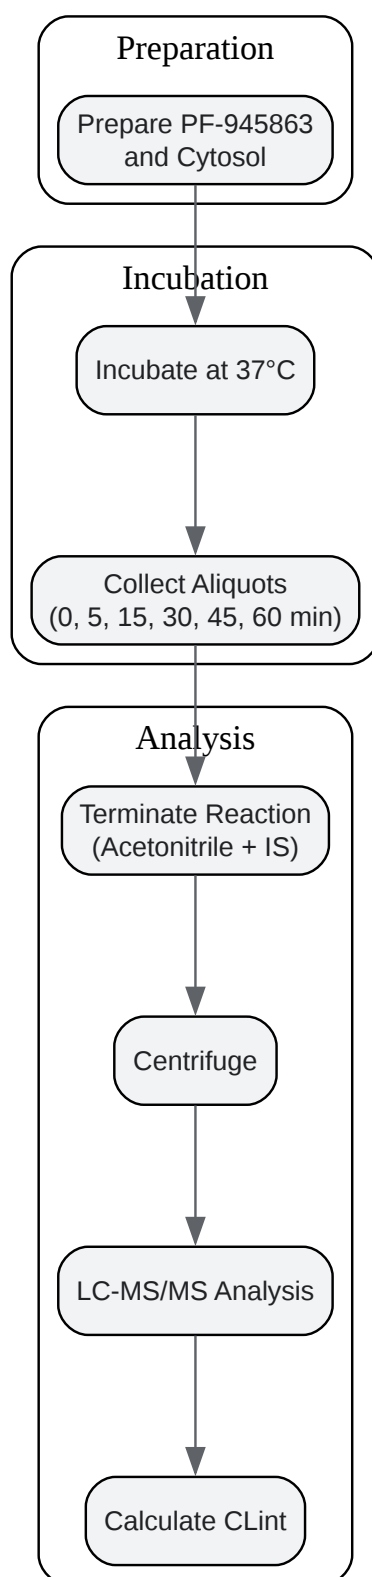 Preparation
Prepare PF-945863
and Cytosol
Incubation
Incubate at 37°C
Collect Aliquots
(0, 5, 15, 30, 45, 60 min)
Analysis
Terminate Reaction
(Acetonitrile + IS)
Centrifuge
LC-MS/MS Analysis
Calculate CLint